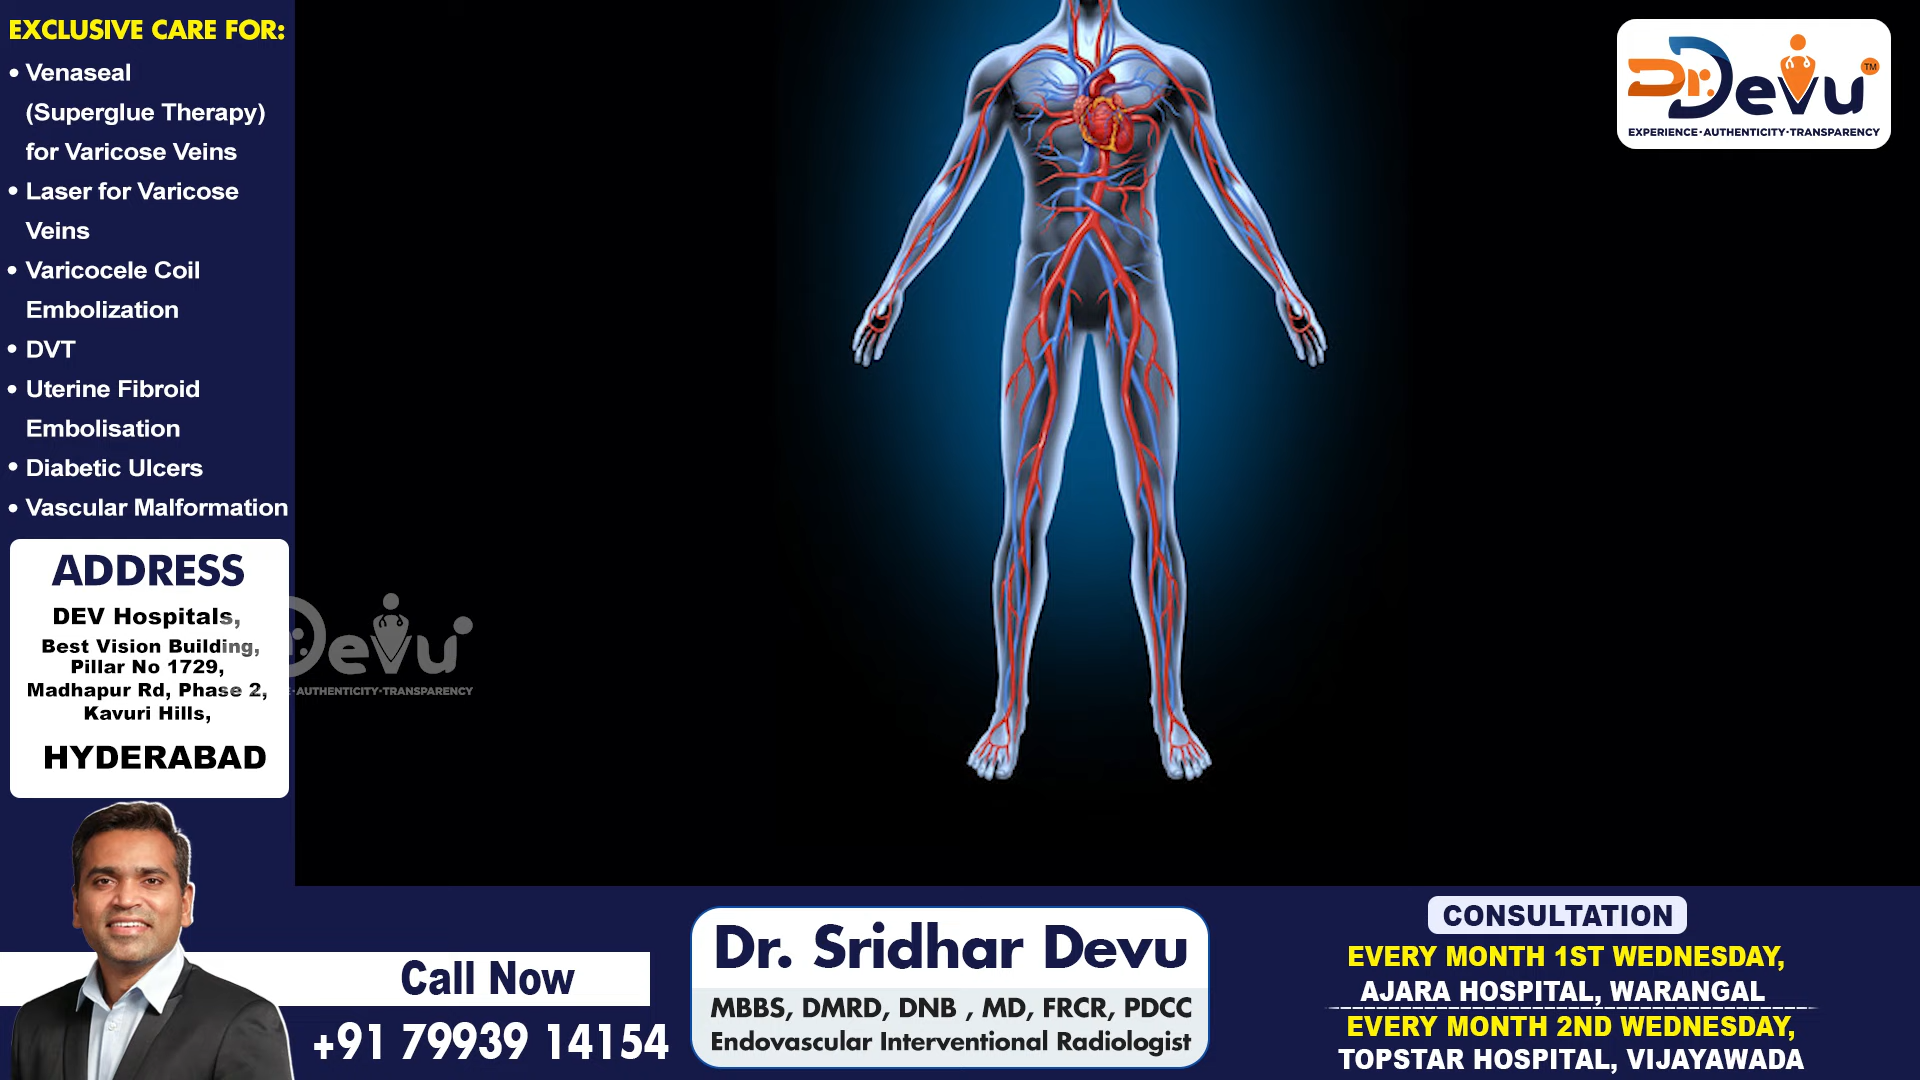 EXCLUSIVE CARE FOR:
• Venaseal
(Superglue Therapy)
for Varicose Veins
• Laser for Varicose
Veins
• Varicocele Coil
Embolization
• DVT
• Uterine Fibroid
Embolisation
• Diabetic Ulcers
• Vascular Malformation
ADDRESS
DEV Hospitals,
Best Vision Building,
Pillar No 1729,
Madhapur Rd, Phase 2,
Kavuri Hills,
HYDERABAD
Devu
·AUTHENTICITY·TRANSPARENCY
Dr. Devu TM
EXPERIENCE·AUTHENTICITY·TRANSPARENCY
Call Now
+91 79939 14154
Dr. Sridhar Devu
MBBS, DMRD, DNB , MD, FRCR, PDCC
Endovascular Interventional Radiologist
CONSULTATION
EVERY MONTH 1ST WEDNESDAY,
AJARA HOSPITAL, WARANGAL
EVERY MONTH 2ND WEDNESDAY,
TOPSTAR HOSPITAL, VIJAYAWADA